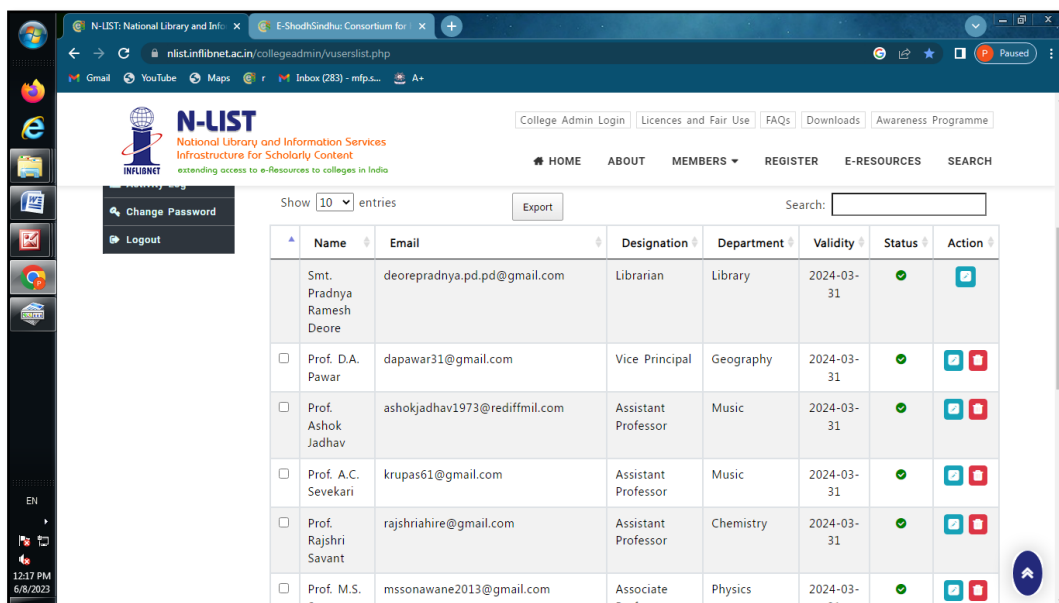 N-LIST: National Library and Info
E-ShodhSindhu: Consortium for
nlist.inflibnet.ac.in/collegeadmin/vuserslist.php
P Paused
Gmail YouTube Maps r Inbox (283) - mfp.s... A+
INFLIBNET
N-LIST
National Library and Information Services
Infrastructure for Scholarly Content
extending access to e-Resources to colleges in India
College Admin Login Licences and Fair Use FAQs Downloads Awareness Programme
HOME ABOUT MEMBERS REGISTER E-RESOURCES SEARCH
Activity Log
Change Password
Logout
Show 10 entries Export Search:
Name Email Designation Department Validity Status Action
Smt. deorepradnya.pd.pd@gmail.com Librarian Library 2024-03-
Pradnya 31
Ramesh
Deore
Prof. D.A. dapawar31@gmail.com Vice Principal Geography 2024-03-
Pawar 31
Prof. ashokjadhav1973@rediffmil.com Assistant Music 2024-03-
Ashok Professor 31
Jadhav
Prof. A.C. krupas61@gmail.com Assistant Music 2024-03-
Sevekari Professor 31
Prof. rajshriahire@gmail.com Assistant Chemistry 2024-03-
Rajshri Professor 31
Savant
Prof. M.S. mssonawane2013@gmail.com Associate Physics 2024-03-
EN
12:17 PM
6/8/2023